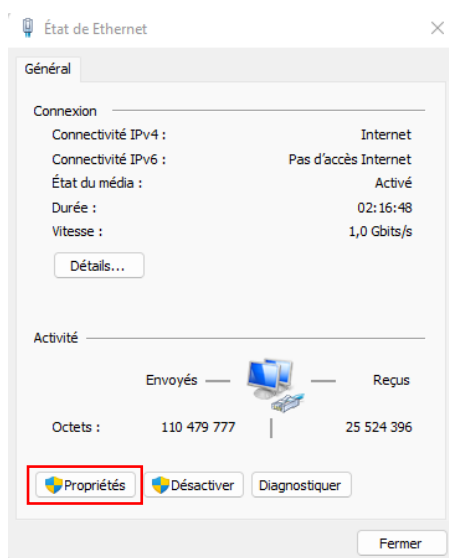 État de Ethernet
Général
Connexion
Connectivité IPv4 : Internet
Connectivité IPv6 : Pas d'accès Internet
État du média : Activé
Durée : 02:16:48
Vitesse : 1,0 Gbits/s
Détails...
Activité
Envoyés — — Reçus
Octets : 110 479 777 | 25 524 396
Propriétés Désactiver Diagnostiquer
Fermer